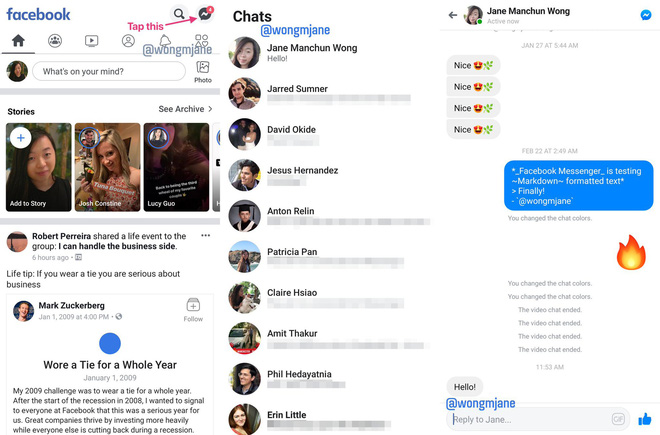 facebook
Tap this
@wongmjane
What's on your mind?
Photo
Stories
See Archive >
Add to Story
Josh Constine
Lucy Guo
Robert Perreira shared a life event to the
group: I can handle the business side.
6 hours ago
Life tip: If you wear a tie you are serious about
business
Mark Zuckerberg
Jan 1, 2009 at 4:00 PM
Follow
Wore a Tie for a Whole Year
January 1, 2009
My 2009 challenge was to wear a tie for a whole year.
After the start of the recession in 2008, I wanted to signal
to everyone at Facebook that this was a serious year for
us. Great companies thrive by investing more heavily
while everyone else is cutting back during a recession.
Chats
@wongmjane
Jane Manchun Wong
Hello!
Jarred Sumner
David Okide
Jesus Hernandez
Anton Relin
Patricia Pan
Claire Hsiao
Amit Thakur
Phil Hedayatnia
Erin Little
Jane Manchun Wong
Active now
JAN 27 AT 5:44 AM
Nice 🤩🌿
Nice 🤩🌿
Nice 🤩🌿
Nice 🤩🌿
FEB 22 AT 2:49 AM
*_Facebook Messenger_ is testing
~Markdown~ formatted text*
> Finally!
- `@wongmjane`
You changed the chat colors.
🔥
You changed the chat colors.
You changed the chat colors.
The video chat ended.
The video chat ended.
The video chat ended.
The video chat ended.
11:53 AM
Hello!
@wongmjane
Reply to Jane...
GIF